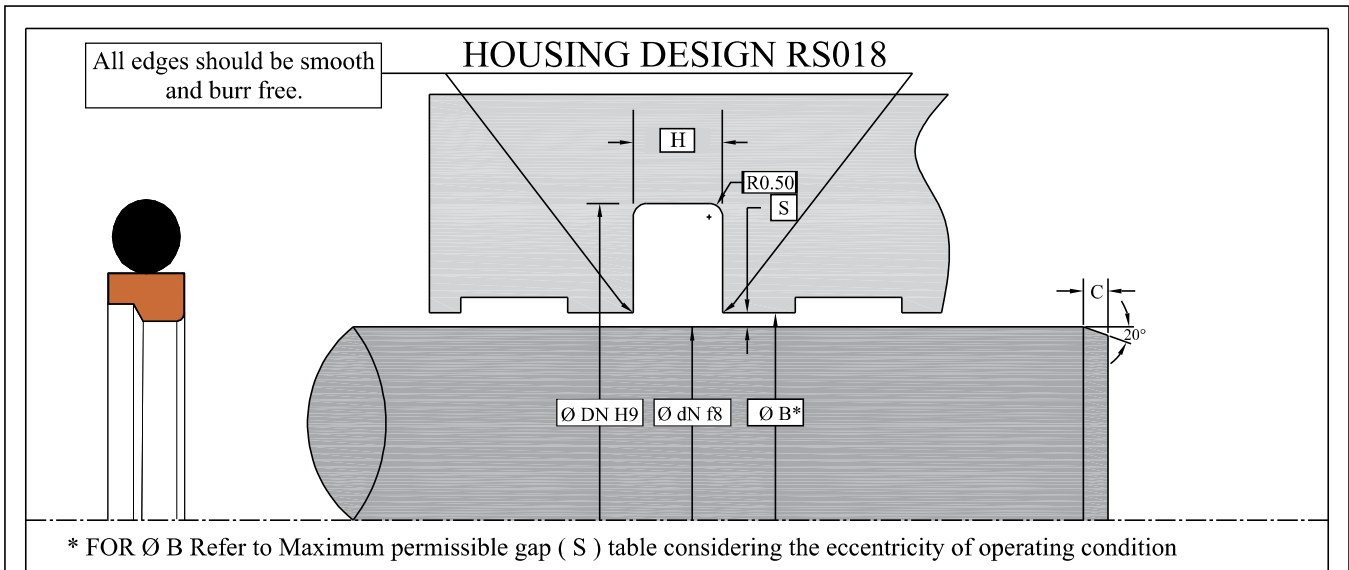 HOUSING DESIGN RS018
All edges should be smooth
and burr free.
H
R0.50
S
C
20°
Ø DN H9
Ø dN f8
Ø B*
* FOR Ø B Refer to Maximum permissible gap ( S ) table considering the eccentricity of operating condition